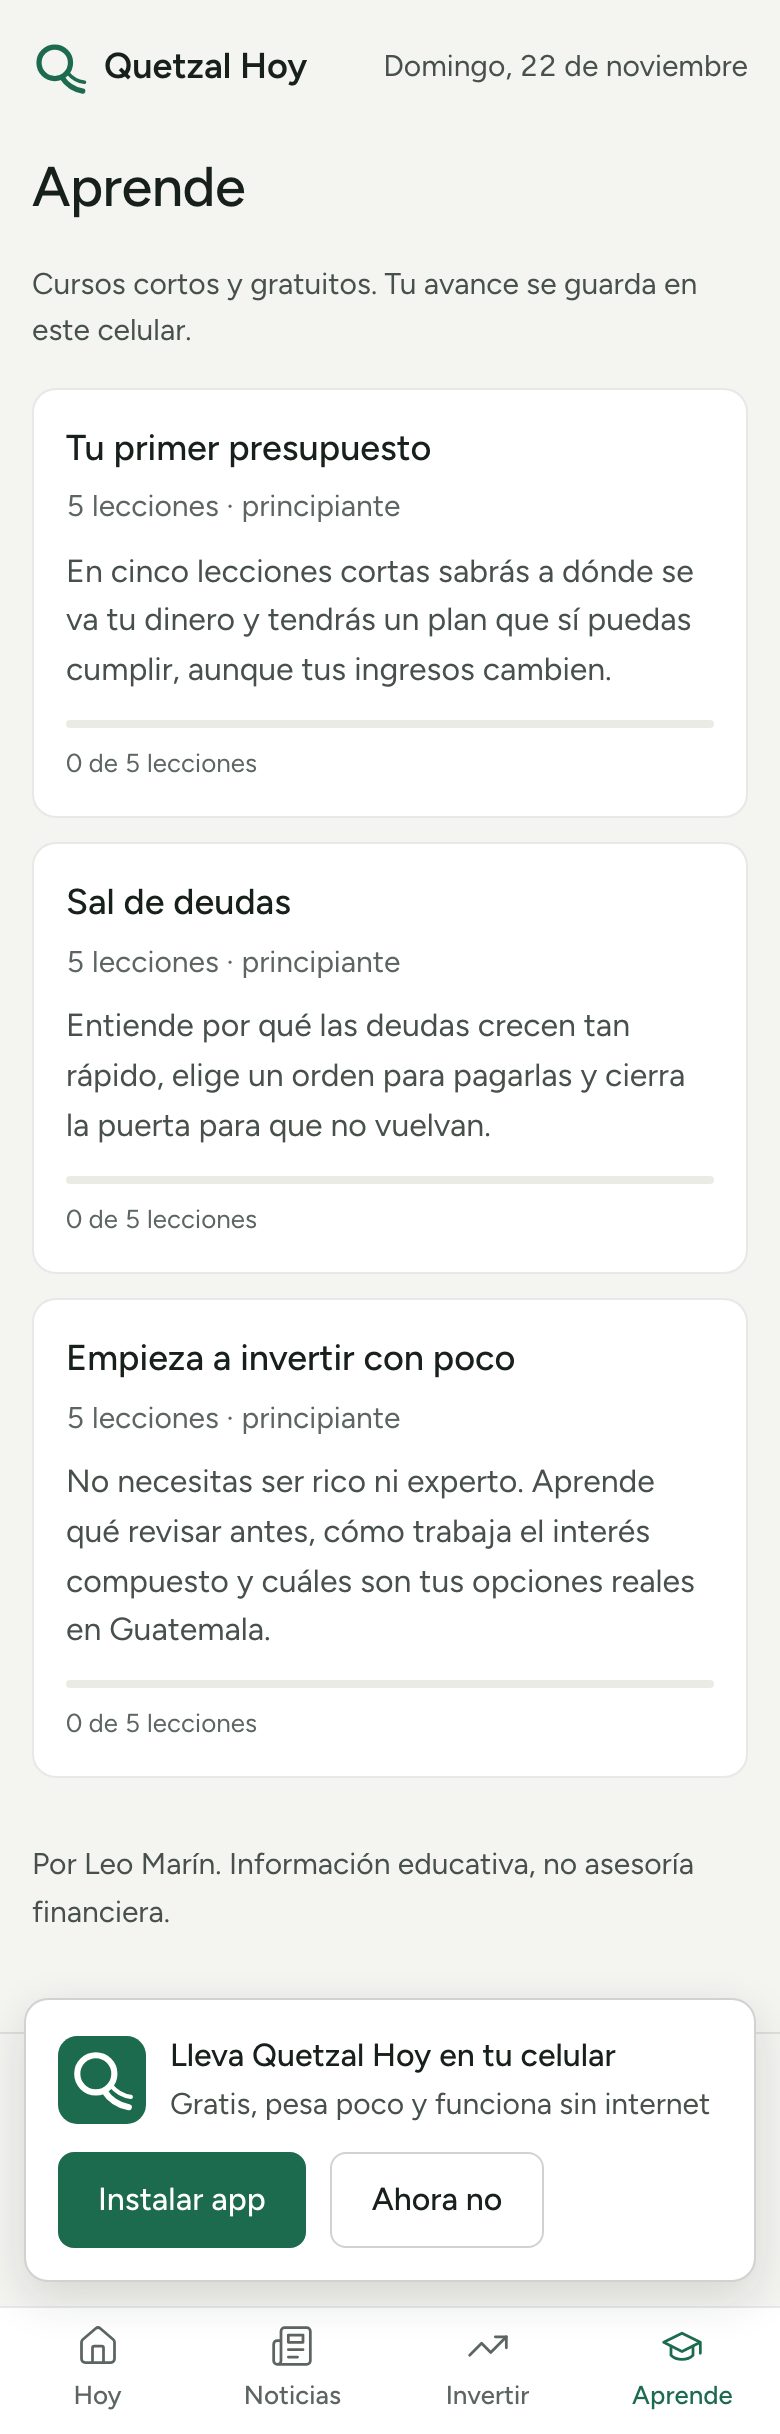 Quetzal Hoy
Domingo, 22 de noviembre
Aprende
Cursos cortos y gratuitos. Tu avance se guarda en
este celular.
Tu primer presupuesto
5 lecciones · principiante
En cinco lecciones cortas sabrás a dónde se
va tu dinero y tendrás un plan que sí puedas
cumplir, aunque tus ingresos cambien.
0 de 5 lecciones
Sal de deudas
5 lecciones · principiante
Entiende por qué las deudas crecen tan
rápido, elige un orden para pagarlas y cierra
la puerta para que no vuelvan.
0 de 5 lecciones
Empieza a invertir con poco
5 lecciones · principiante
No necesitas ser rico ni experto. Aprende
qué revisar antes, cómo trabaja el interés
compuesto y cuáles son tus opciones reales
en Guatemala.
0 de 5 lecciones
Por Leo Marín. Información educativa, no asesoría
financiera.
Lleva Quetzal Hoy en tu celular
Gratis, pesa poco y funciona sin internet
Instalar app
Ahora no
Hoy
Noticias
Invertir
Aprende